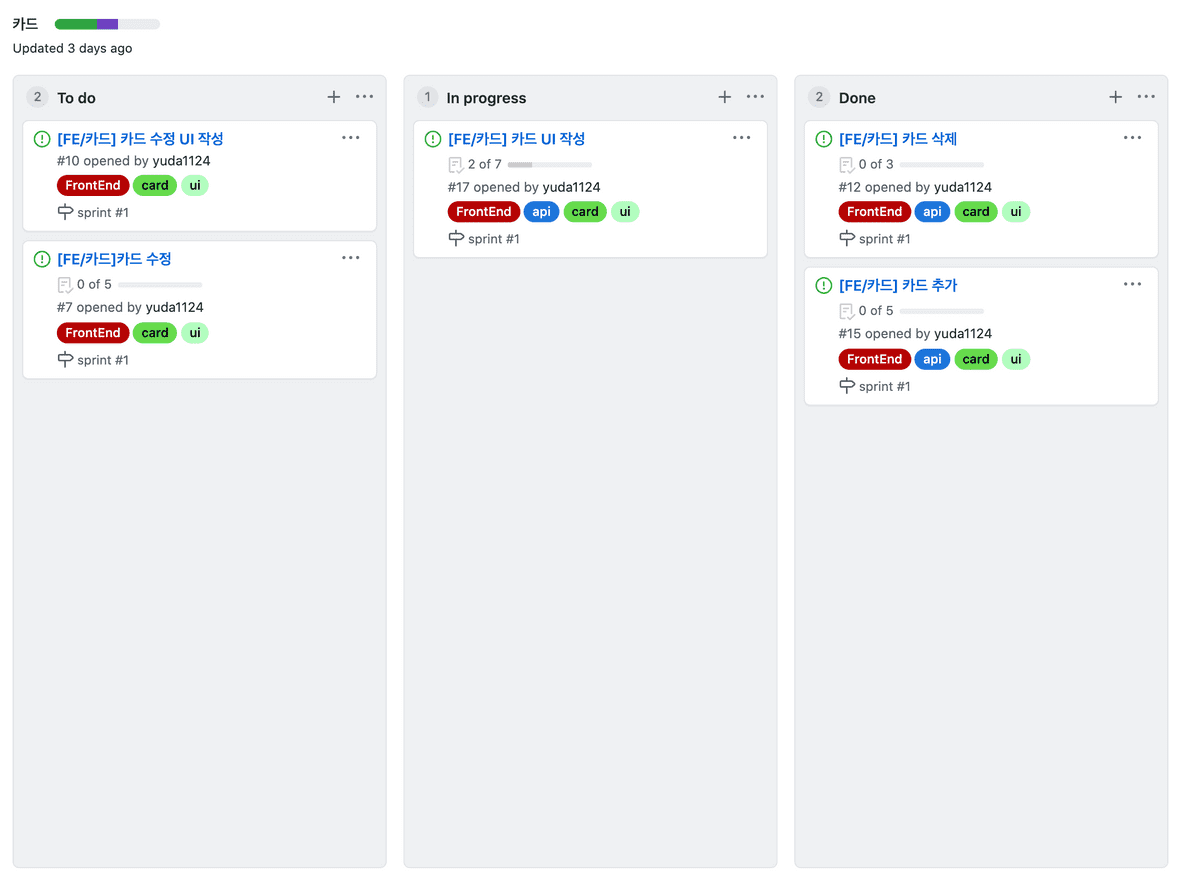 카드
Updated 3 days ago
2 To do
[FE/카드] 카드 수정 UI 작성
#10 opened by yuda1124
FrontEnd card ui
sprint #1
[FE/카드]카드 수정
0 of 5
#7 opened by yuda1124
FrontEnd card ui
sprint #1
1 In progress
[FE/카드] 카드 UI 작성
2 of 7
#17 opened by yuda1124
FrontEnd api card ui
sprint #1
2 Done
[FE/카드] 카드 삭제
0 of 3
#12 opened by yuda1124
FrontEnd api card ui
sprint #1
[FE/카드] 카드 추가
0 of 5
#15 opened by yuda1124
FrontEnd api card ui
sprint #1